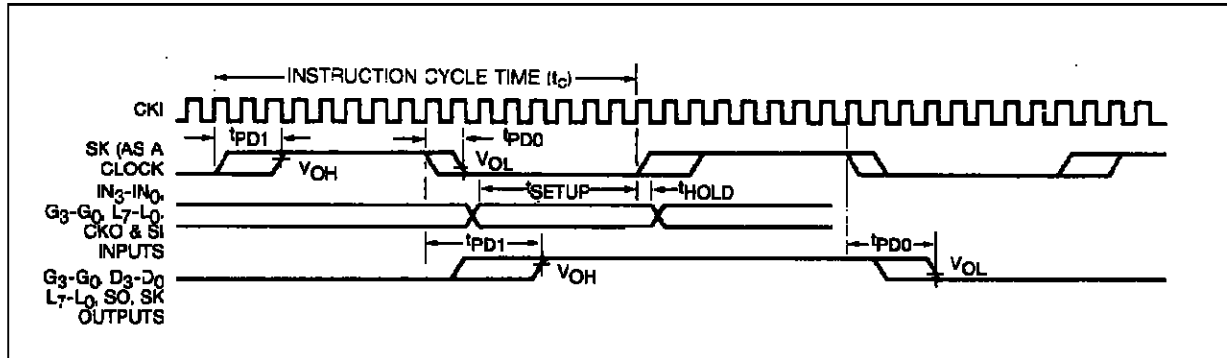 INSTRUCTION CYCLE TIME (tC)
CKI
tPD1
tPD0
SK (AS A
CLOCK
VOH
VOL
IN3-IN0,
tSETUP
tHOLD
G3-G0, L7-L0,
CKO & SI
INPUTS
tPD1
tPD0
G3-G0, D3-D0
VOH
VOL
L7-L0, SO, SK
OUTPUTS